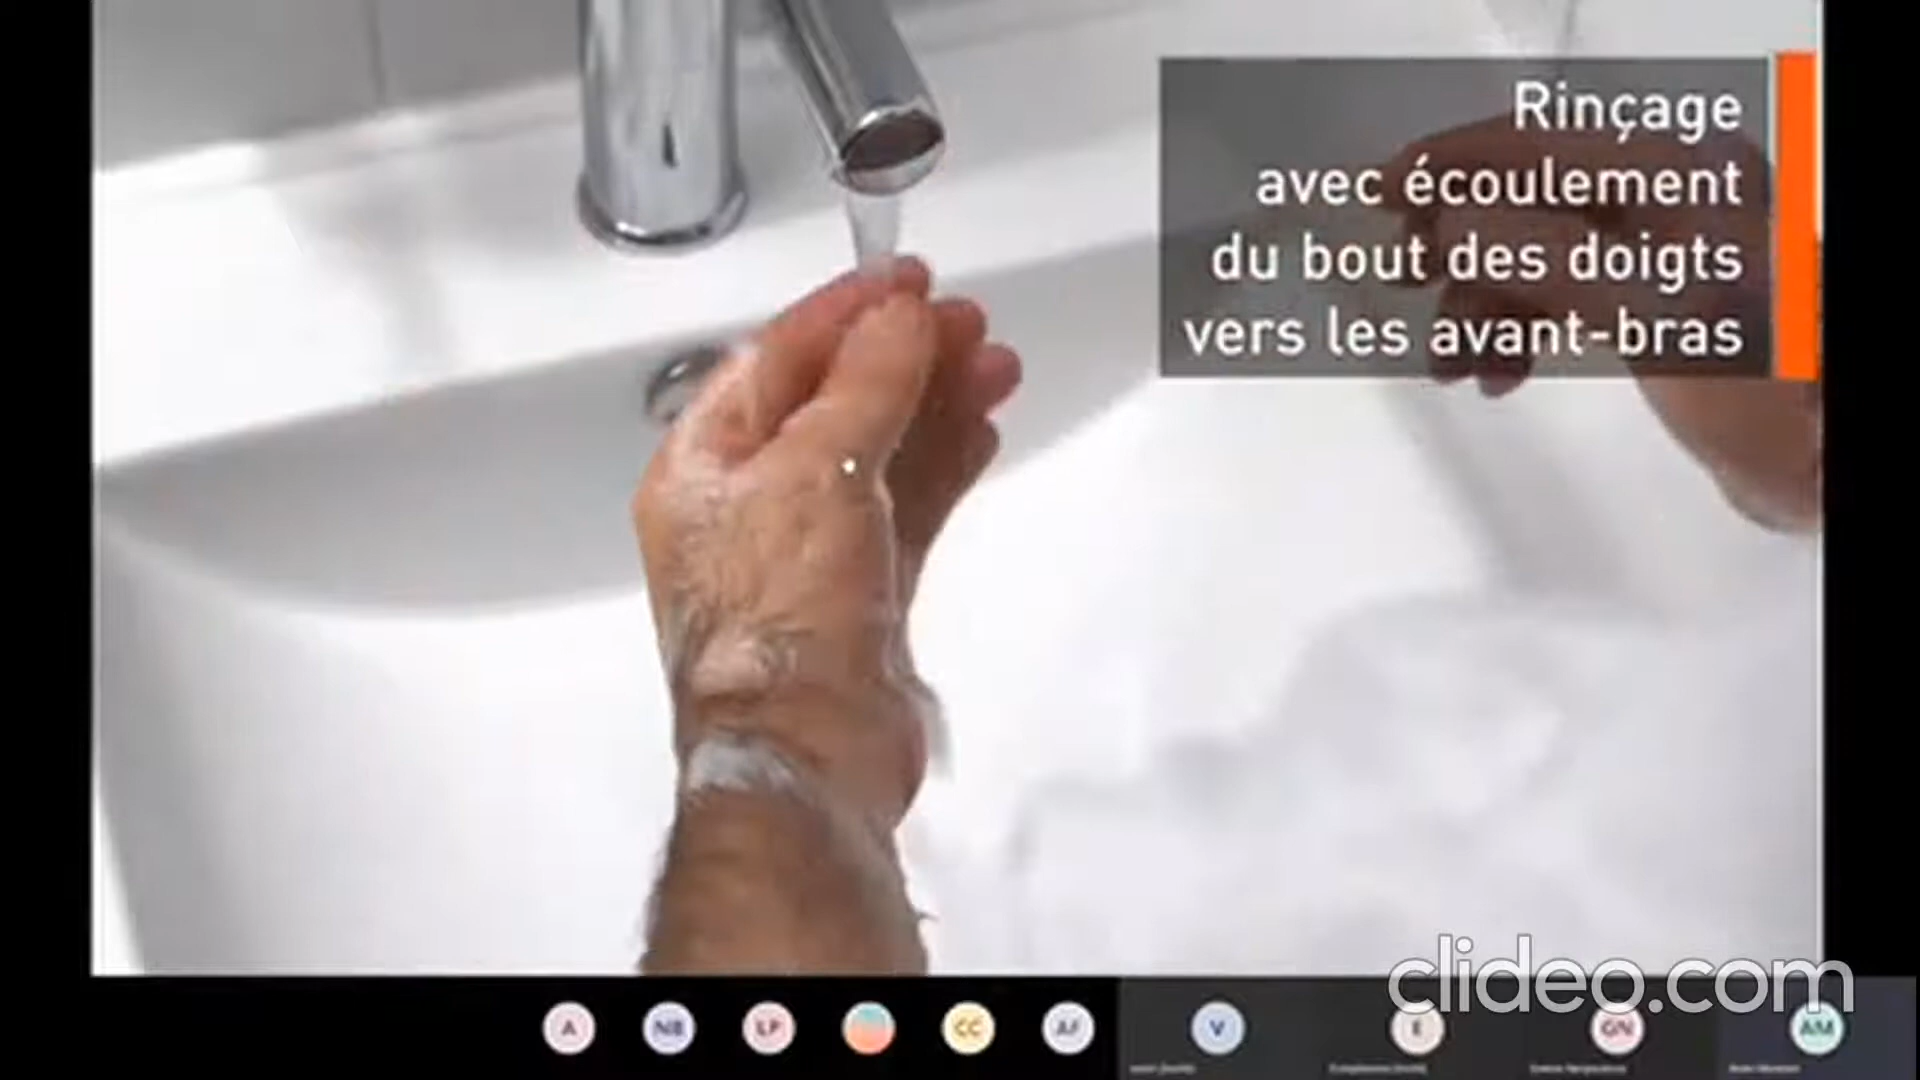 Rinçage
avec écoulement
du bout des doigts
vers les avant-bras
clideo.com
A
NB
LP
CC
AF
V
E
GN
AM